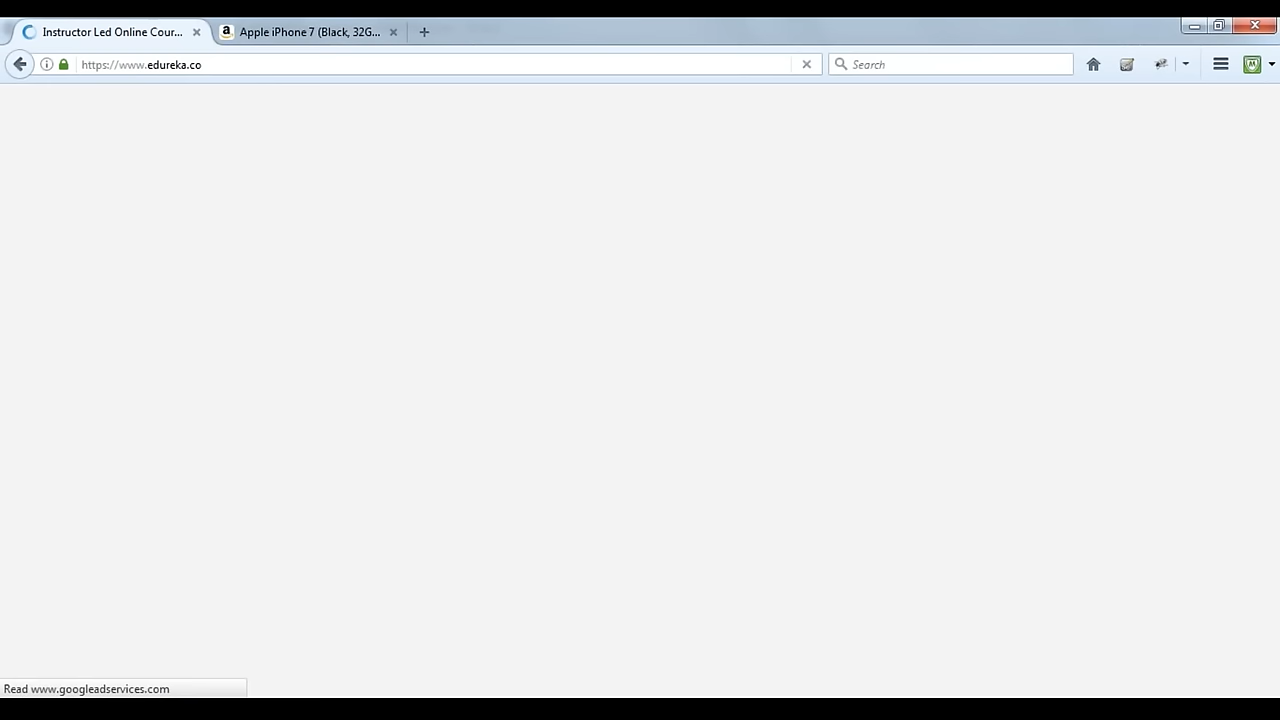 Instructor Led Online Cour...
Apple iPhone 7 (Black, 32G...
https://www.edureka.co
Search
Read www.googleadservices.com